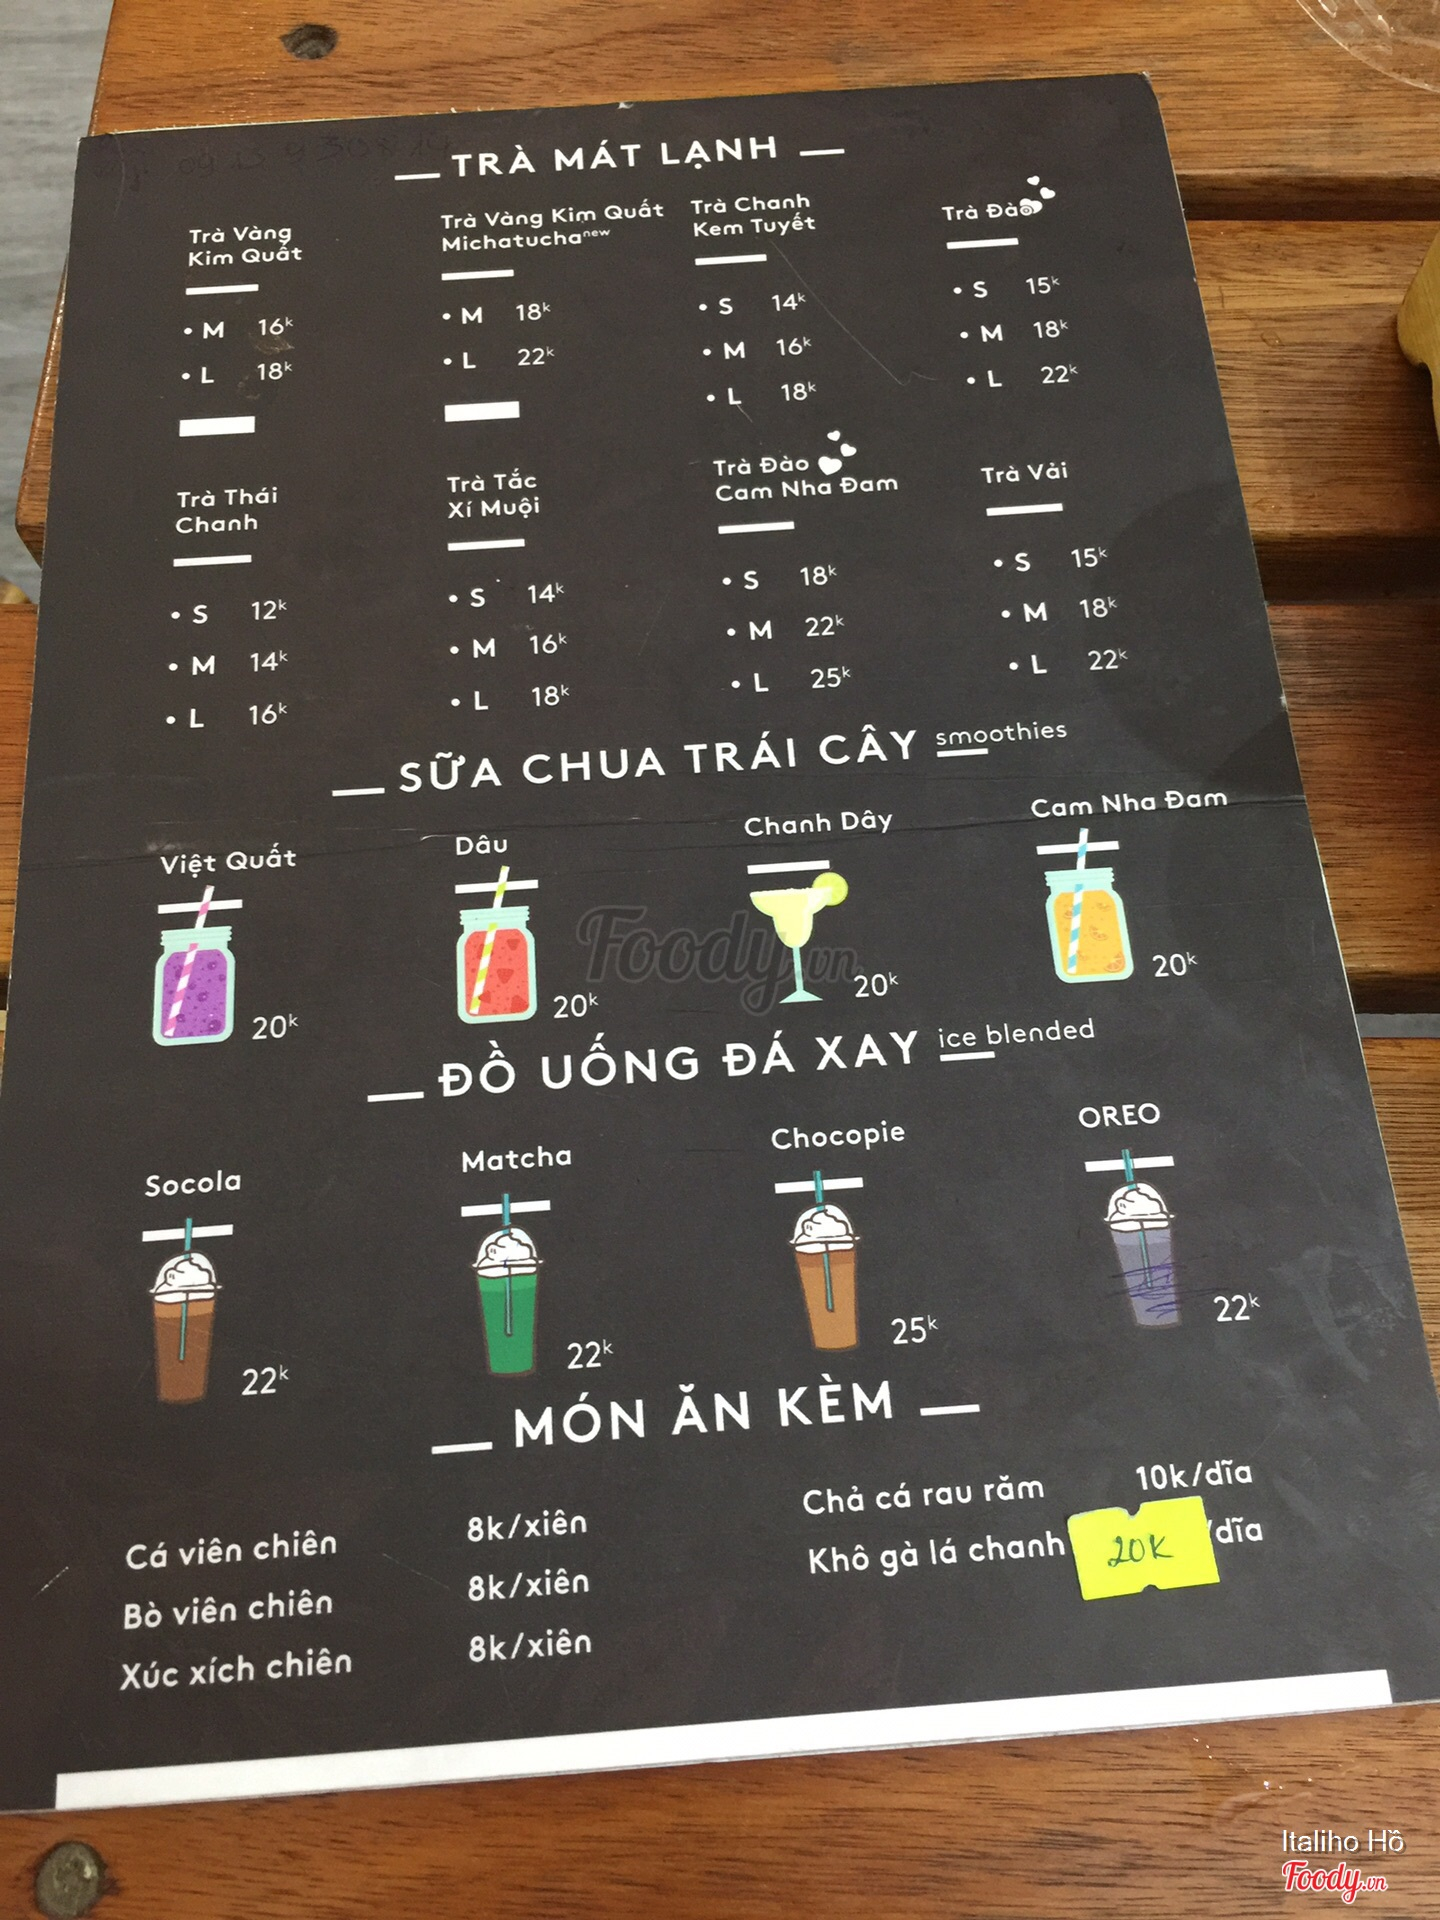 TRÀ MÁT LẠNH
Trà Vàng
Kim Quất
• M 16k
• L 18k
Trà Vàng Kim Quất
Michatucha new
• M 18k
• L 22k
Trà Chanh
Kem Tuyết
• S 14k
• M 16k
• L 18k
Trà Đào
• S 15k
• M 18k
• L 22k
Trà Thái
Chanh
• S 12k
• M 14k
• L 16k
Trà Tắc
Xí Muội
• S 14k
• M 16k
• L 18k
Trà Đào
Cam Nha Đam
• S 18k
• M 22k
• L 25k
Trà Vải
• S 15k
• M 18k
• L 22k
SỮA CHUA TRÁI CÂY smoothies
Việt Quất
20k
Dâu
20k
Chanh Dây
20k
Cam Nha Đam
20k
Foody.vn
ĐỒ UỐNG ĐÁ XAY ice blended
Socola
22k
Matcha
22k
Chocopie
25k
OREO
22k
MÓN ĂN KÈM
Cá viên chiên 8k/xiên
Bò viên chiên 8k/xiên
Xúc xích chiên 8k/xiên
Chả cá rau răm 10k/dĩa
Khô gà lá chanh 20K /dĩa
Italiho Hồ
Foody.vn